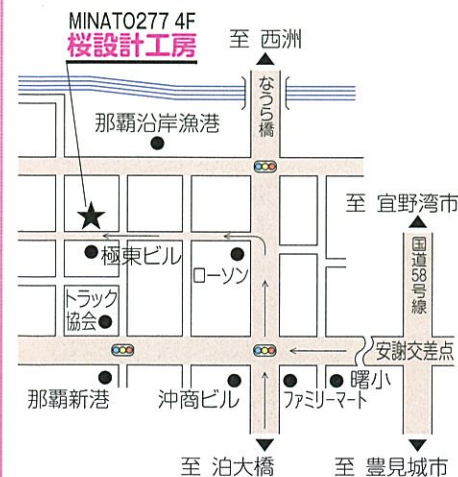 MINATO277 4F
桜設計工房
至 西洲
なうら橋
那覇沿岸漁港
至 宜野湾市
国道58号線
極東ビル
ローソン
トラック
協会
安謝交差点
曙小
那覇新港
沖商ビル
ファミリーマート
至 泊大橋
至 豊見城市